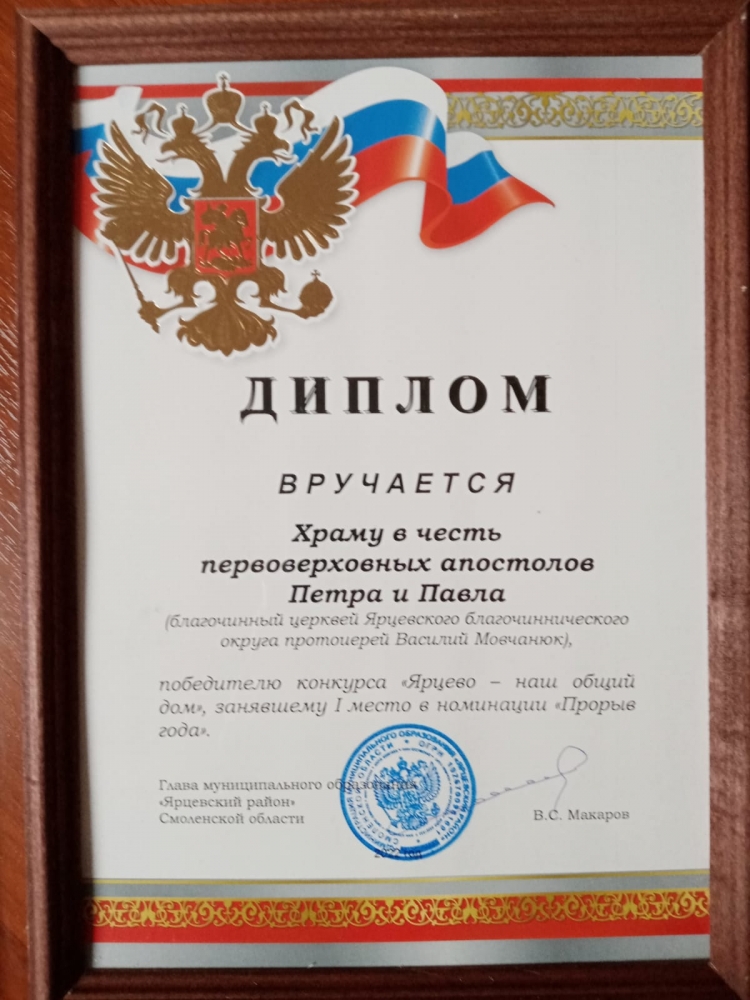 ДИПЛОМ
ВРУЧАЕТСЯ
Храму в честь
первоверховных апостолов
Петра и Павла
(благочинный церквей Ярцевского благочиннического
округа протоиерей Василий Мовчанюк),
победителю конкурса «Ярцево – наш общий
дом», занявшему I место в номинации «Прорыв
года».
Глава муниципального образования
«Ярцевский район»
Смоленской области
В.С. Макаров